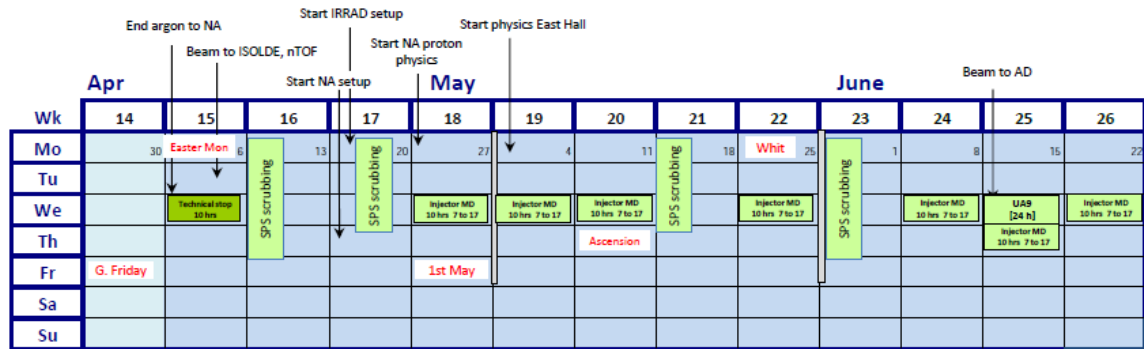 Start IRRAD setup
End argon to NA
Start physics East Hall
Beam to ISOLDE, nTOF
Start NA proton
physics
Start NA setup
Beam to AD
Apr
May
June
Wk 14 15 16 17 18 19 20 21 22 23 24 25 26
Mo 30 Easter Mon 6 13 20 27 4 11 18 Whit 25 1 8 15 22
Tu
We
Technical stop
10 hrs
SPS scrubbing
SPS scrubbing
Injector MD
10 hrs 7 to 17
Injector MD
10 hrs 7 to 17
Injector MD
10 hrs 7 to 17
SPS scrubbing
Injector MD
10 hrs 7 to 17
SPS scrubbing
Injector MD
10 hrs 7 to 17
UA9
[24 h]
Injector MD
10 hrs 7 to 17
Th
Ascension
Injector MD
10 hrs 7 to 17
Fr G. Friday 1st May
Sa
Su